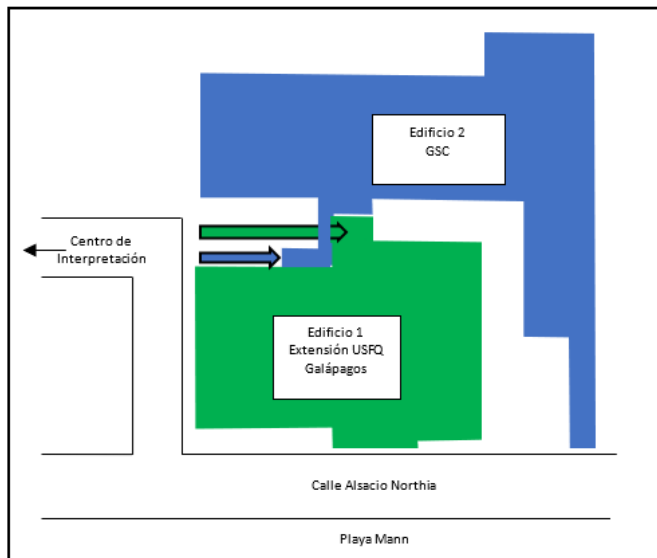 Edificio 2
GSC
Centro de
Interpretación
Edificio 1
Extensión USFQ
Galápagos
Calle Alsacio Northia
Playa Mann